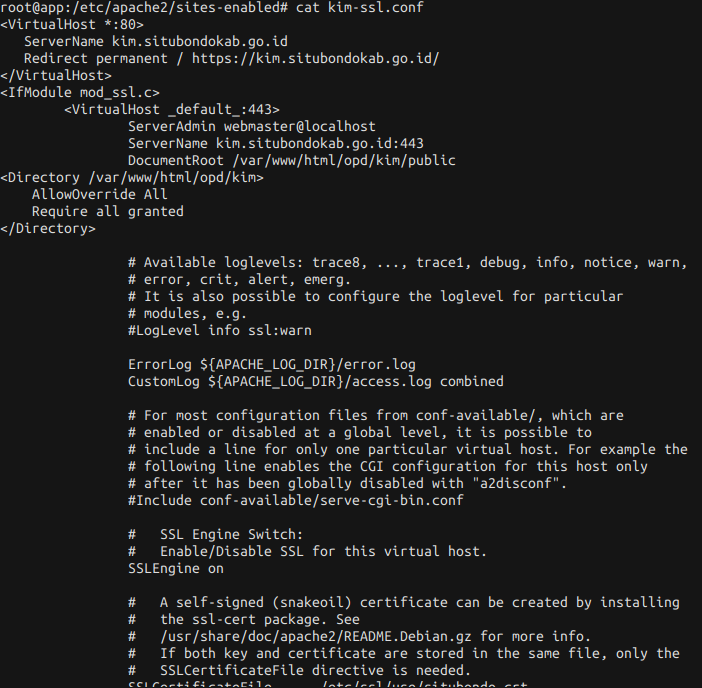 root@app:/etc/apache2/sites-enabled# cat kim-ssl.conf
<VirtualHost *:80>
   ServerName kim.situbondokab.go.id
   Redirect permanent / https://kim.situbondokab.go.id/
</VirtualHost>
<IfModule mod_ssl.c>
        <VirtualHost _default_:443>
                ServerAdmin webmaster@localhost
                ServerName kim.situbondokab.go.id:443
                DocumentRoot /var/www/html/opd/kim/public
<Directory /var/www/html/opd/kim>
    AllowOverride All
    Require all granted
</Directory>

                # Available loglevels: trace8, ..., trace1, debug, info, notice, warn,
                # error, crit, alert, emerg.
                # It is also possible to configure the loglevel for particular
                # modules, e.g.
                #LogLevel info ssl:warn

                ErrorLog ${APACHE_LOG_DIR}/error.log
                CustomLog ${APACHE_LOG_DIR}/access.log combined

                # For most configuration files from conf-available/, which are
                # enabled or disabled at a global level, it is possible to
                # include a line for only one particular virtual host. For example the
                # following line enables the CGI configuration for this host only
                # after it has been globally disabled with "a2disconf".
                #Include conf-available/serve-cgi-bin.conf

                #   SSL Engine Switch:
                #   Enable/Disable SSL for this virtual host.
                SSLEngine on

                #   A self-signed (snakeoil) certificate can be created by installing
                #   the ssl-cert package. See
                #   /usr/share/doc/apache2/README.Debian.gz for more info.
                #   If both key and certificate are stored in the same file, only the
                #   SSLCertificateFile directive is needed.
                SSLCertificateFile